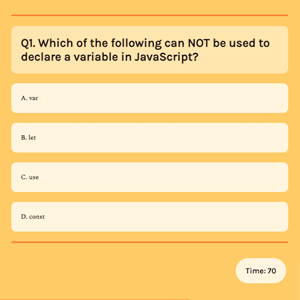 Q1. Which of the following can NOT be used to
declare a variable in JavaScript?
A. var
B. let
C. use
D. const
Time: 70